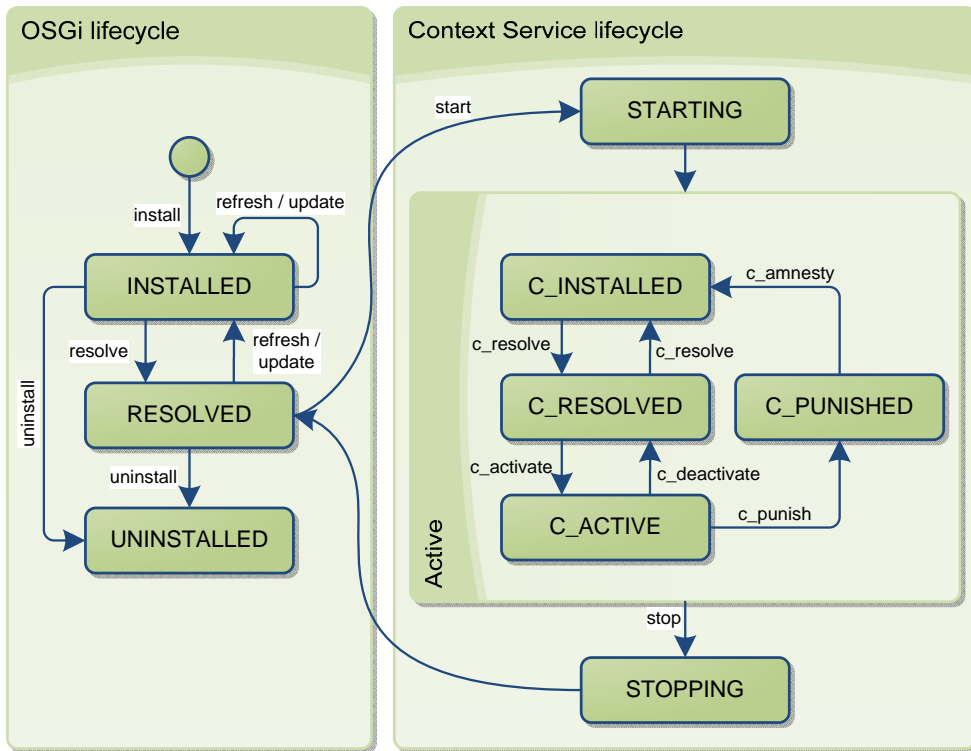 OSGi lifecycle
install
refresh / update
INSTALLED
resolve
refresh /
update
uninstall
RESOLVED
uninstall
UNINSTALLED
Context Service lifecycle
start
STARTING
C_INSTALLED
c_amnesty
c_resolve
c_resolve
C_RESOLVED
C_PUNISHED
c_activate
c_deactivate
C_ACTIVE
c_punish
Active
stop
STOPPING